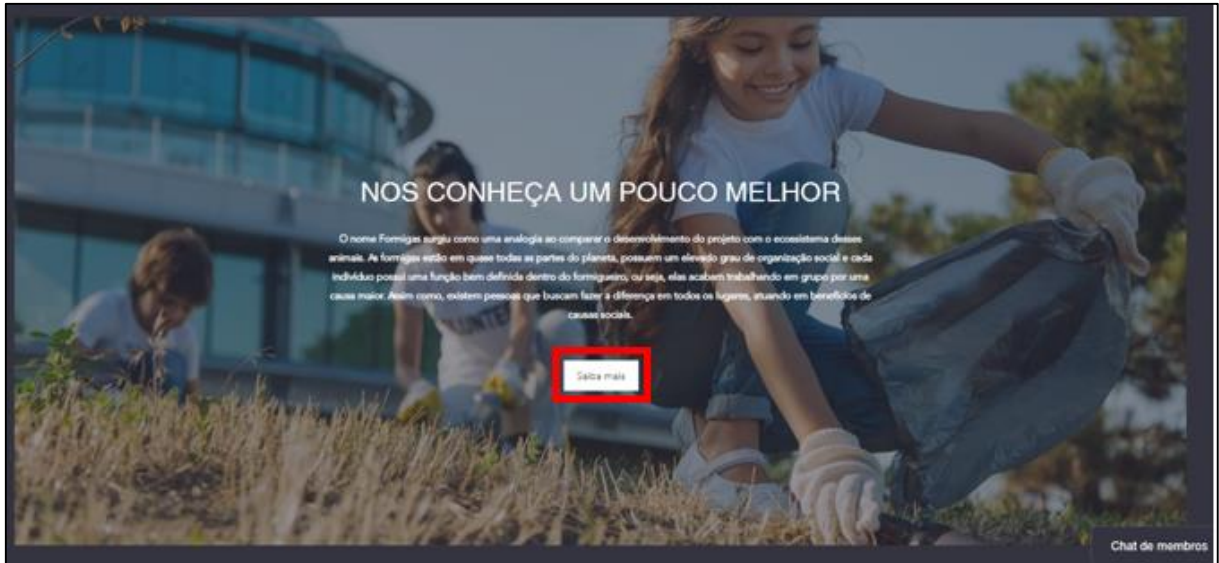 NOS CONHEÇA UM POUCO MELHOR
O nome Formigas surgiu como uma analogia ao comparar o desenvolvimento do projeto com o ecossistema desses
animais. As formigas estão em quase todas as partes do planeta, possuem um elevado grau de organização social e cada
indivíduo possui uma função bem definida dentro do formigueiro, ou seja, elas acabam trabalhando em grupo por uma
causa maior. Assim como, existem pessoas que buscam fazer a diferença em todos os lugares, atuando em benefícios de
causas sociais.
Saiba mais
Chat de membros